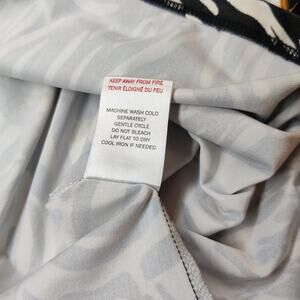 KEEP AWAY FROM FIRE
TENIR ÉLOIGNÉ DU FEU
MACHINE WASH COLD
SEPARATELY
GENTLE CYCLE
DO NOT BLEACH
LAY FLAT TO DRY
COOL IRON IF NEEDED